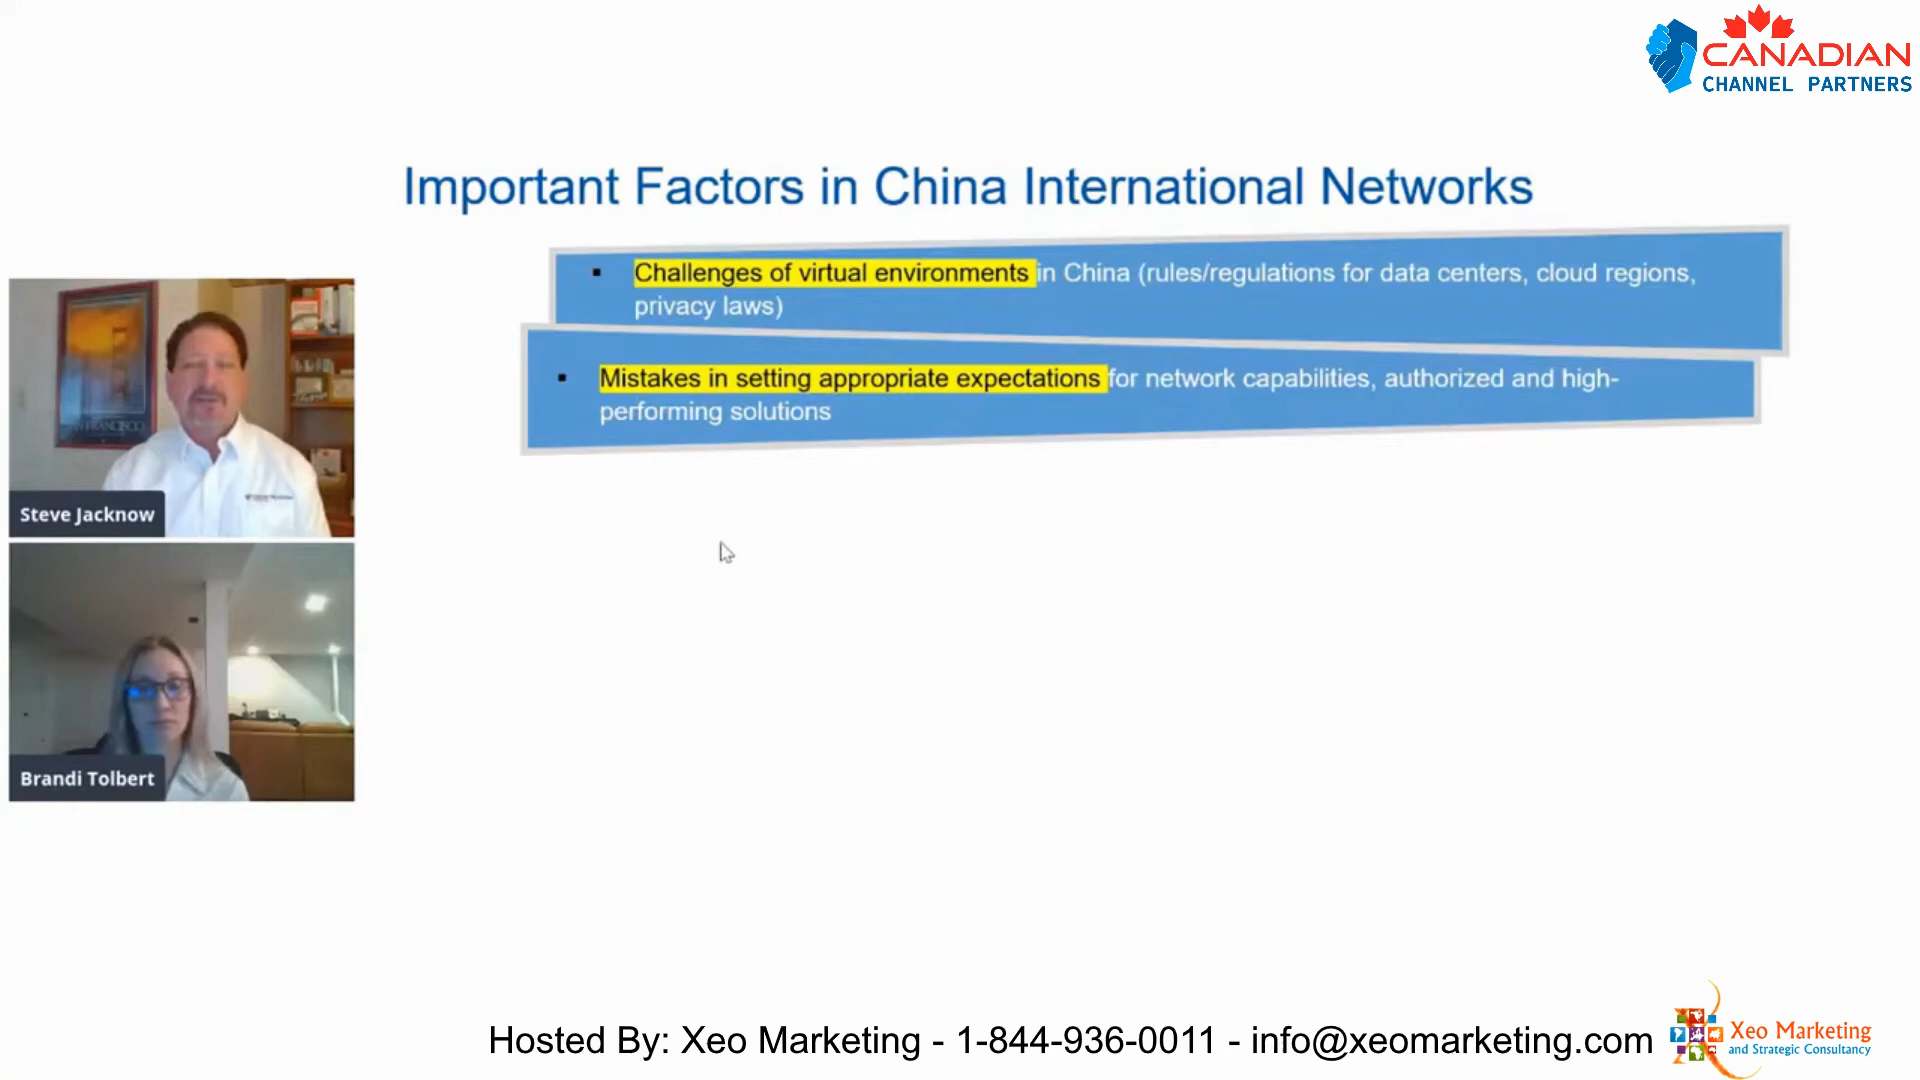 CANADIAN
CHANNEL PARTNERS
Important Factors in China International Networks
▪ Challenges of virtual environments in China (rules/regulations for data centers, cloud regions,
privacy laws)
▪ Mistakes in setting appropriate expectations for network capabilities, authorized and high-
performing solutions
SAN FRANCISCO
Steve Jacknow
Brandi Tolbert
Hosted By: Xeo Marketing - 1-844-936-0011 - info@xeomarketing.com
Xeo Marketing
and Strategic Consultancy